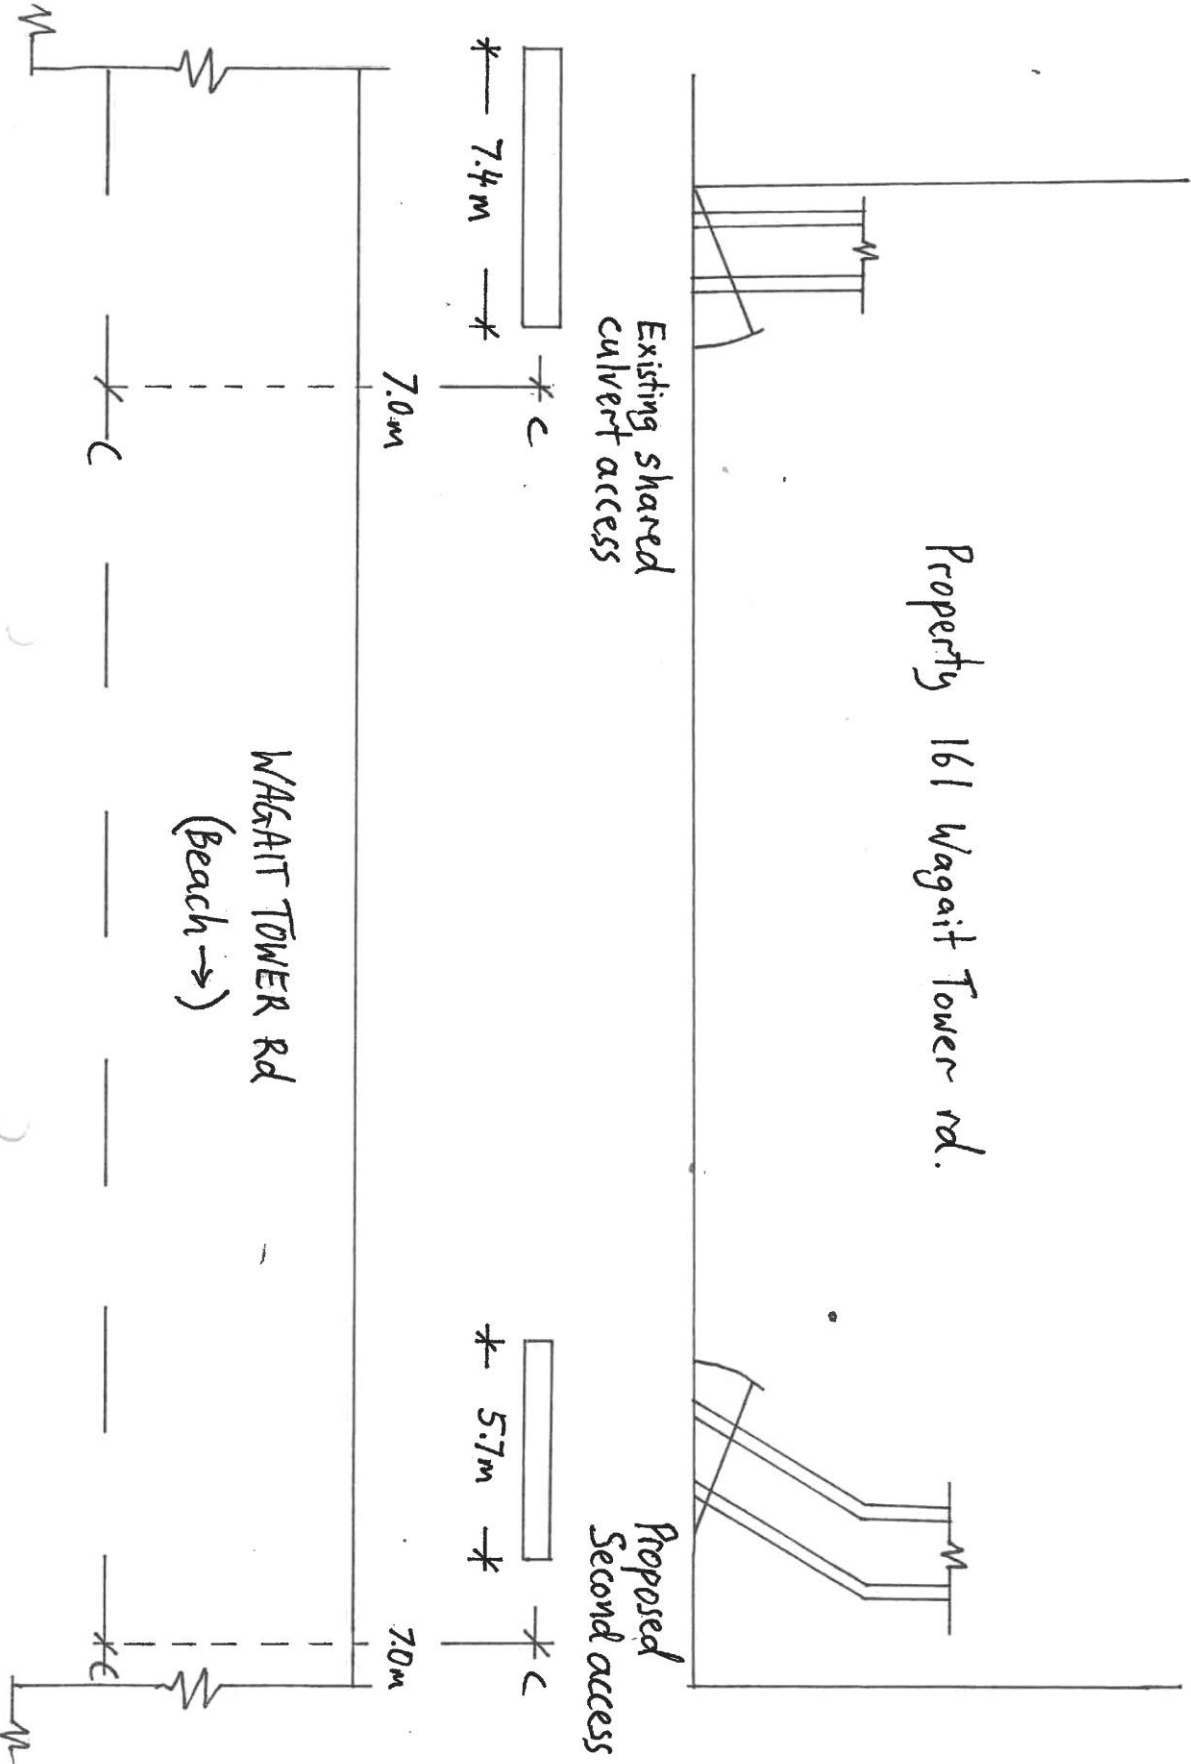 Property 161 Wagait Tower rd.
Existing shared
culvert access
Proposed
Second access
C
C
7.4m
5.7m
7.0m
7.0m
WAGAIT TOWER Rd
(Beach →)
C
C